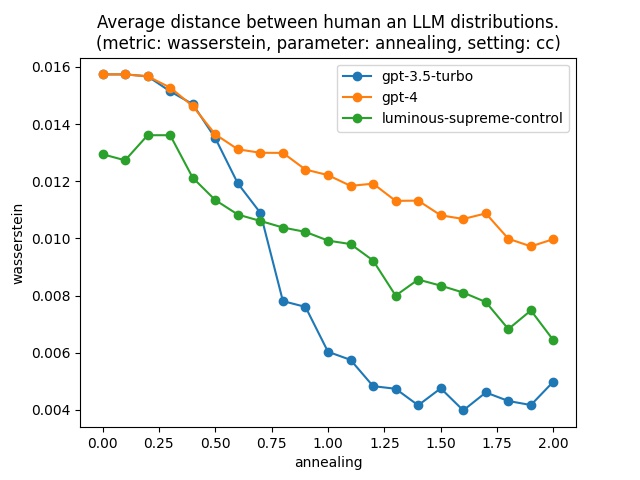 Average distance between human an LLM distributions.
(metric: wasserstein, parameter: annealing, setting: cc)
gpt-3.5-turbo
gpt-4
luminous-supreme-control
wasserstein
0.016
0.014
0.012
0.010
0.008
0.006
0.004
0.00 0.25 0.50 0.75 1.00 1.25 1.50 1.75 2.00
annealing